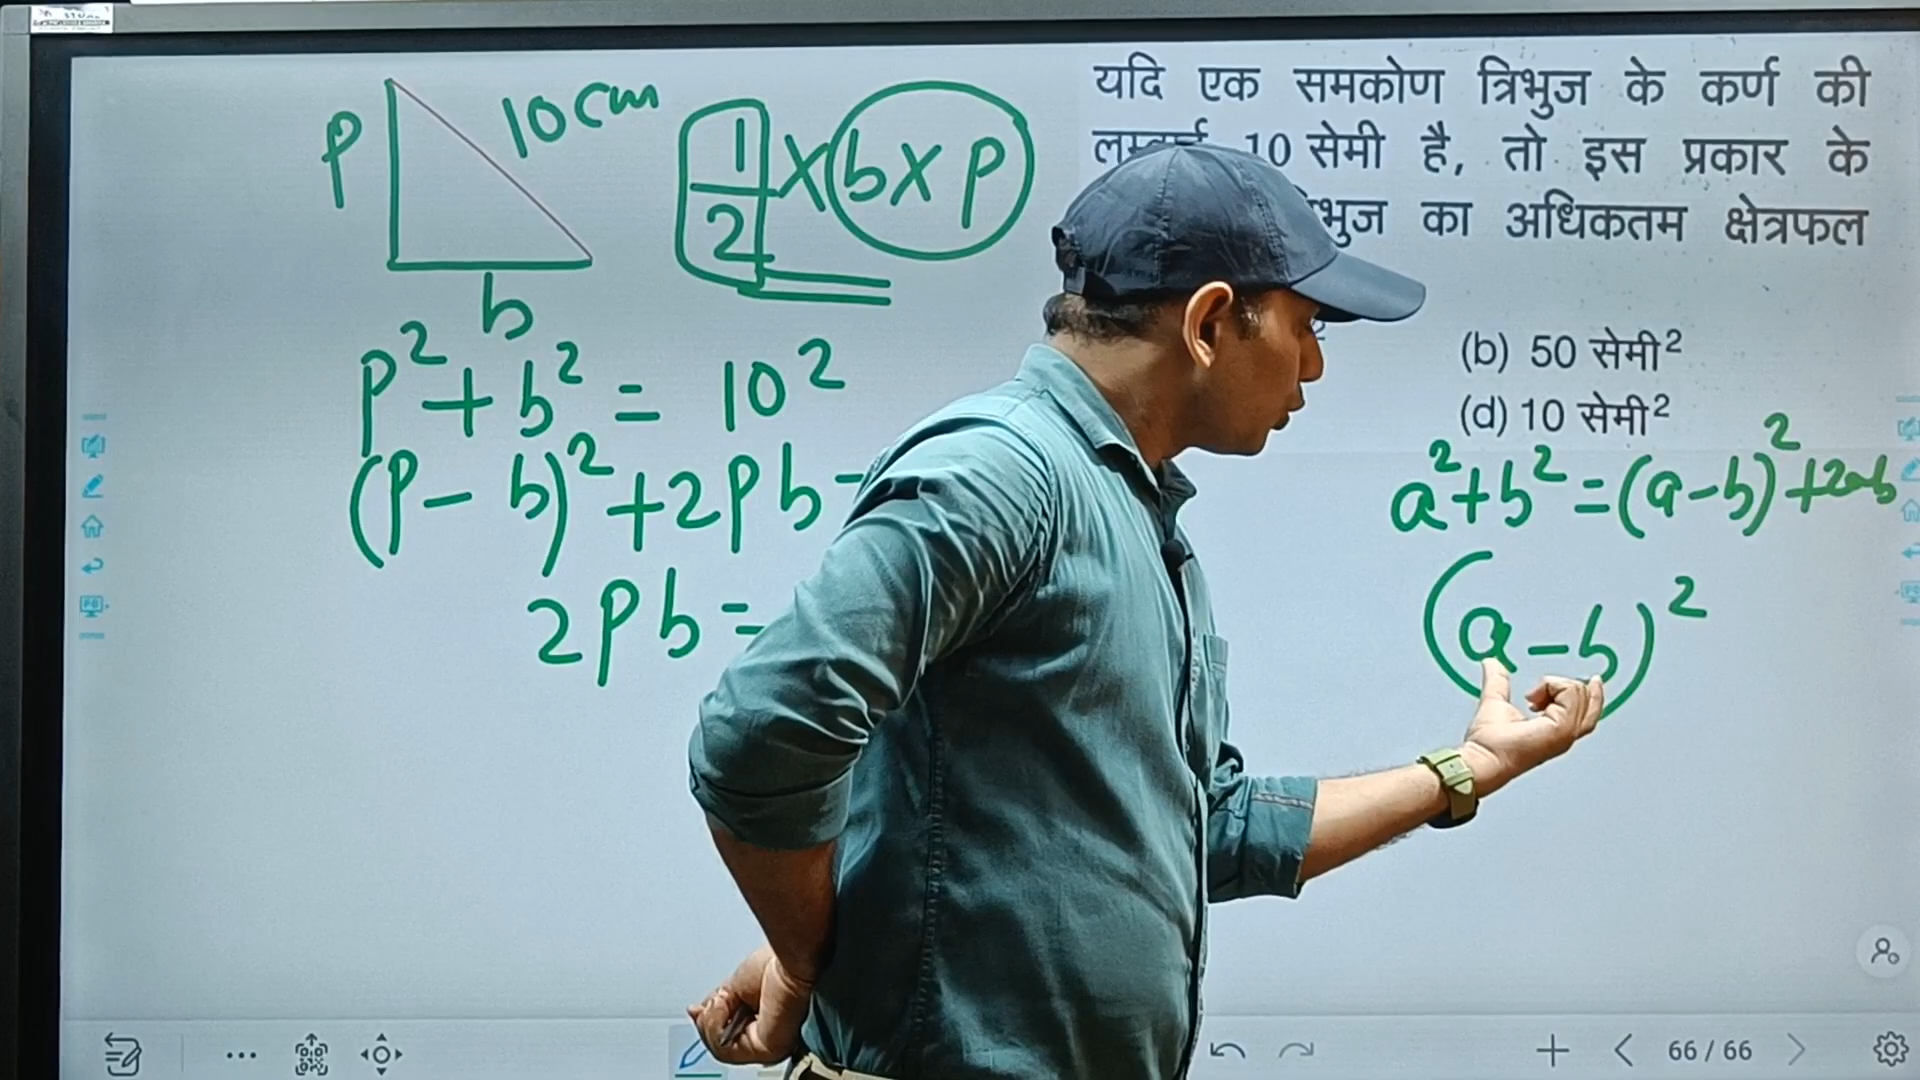 यदि एक समकोण त्रिभुज के कर्ण की
10 सेमी है, तो इस प्रकार के
का अधिकतम क्षेत्रफल
(b) 50 सेमी²
(d) 10 सेमी²
P
10cm
b
1/2 × b × P
P² + b² = 10²
(P - b)² + 2Pb
2Pb =
a² + b² = (a - b)² + 2ab
(a - b)²
66 / 66